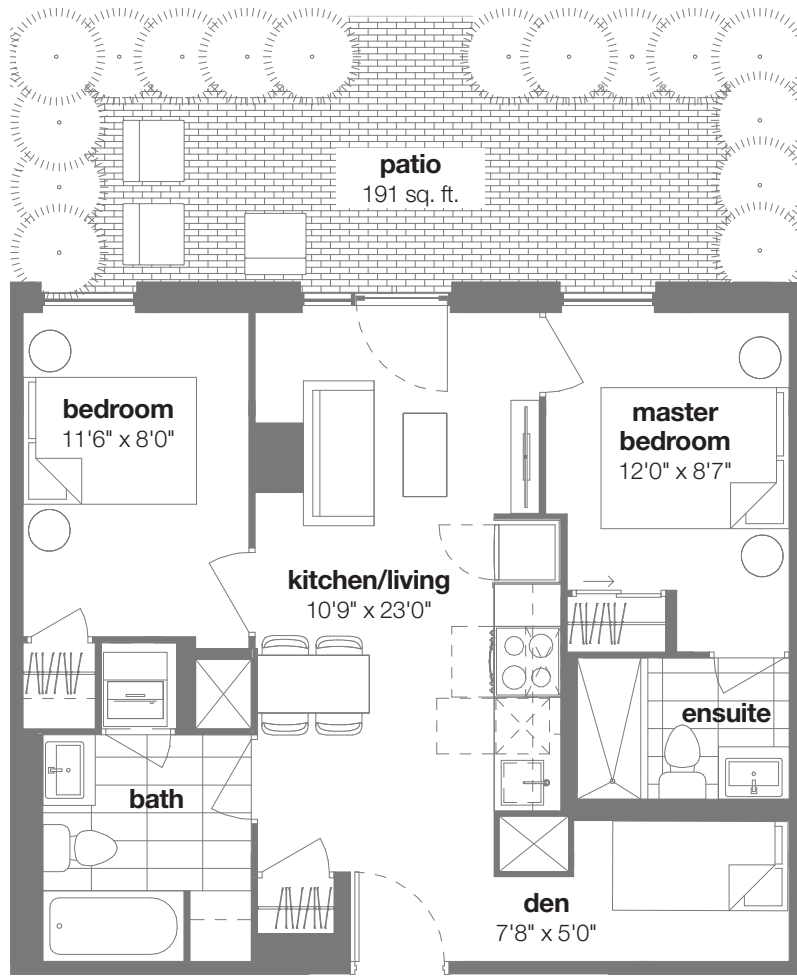 patio
191 sq. ft.
bedroom
11'6" x 8'0"
master
bedroom
12'0" x 8'7"
kitchen/living
10'9" x 23'0"
ensuite
bath
den
7'8" x 5'0"